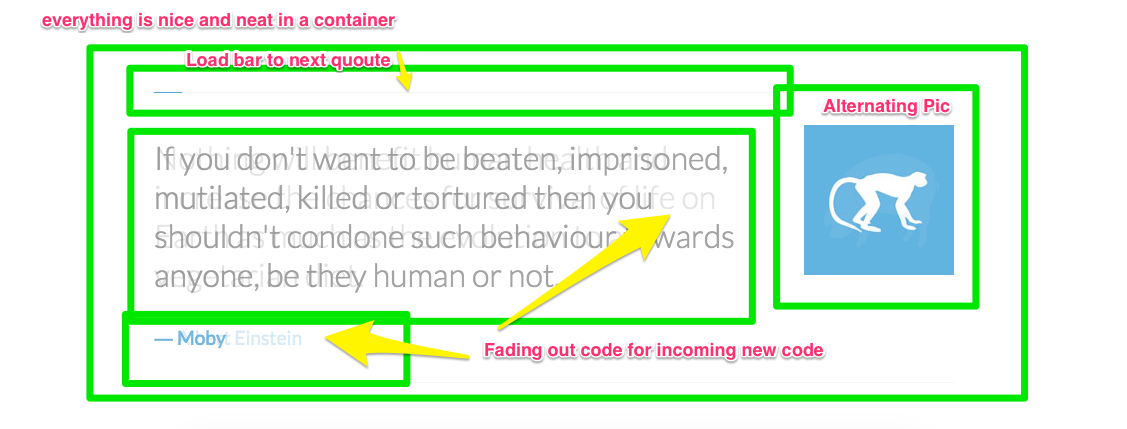 everything is nice and neat in a container
Load bar to next quoute
Alternating Pic
If you don't want to be beaten, imprisoned,
mutilated, killed or tortured then you
shouldn't condone such behaviour towards
anyone, be they human or not.
— Moby
Einstein
Fading out code for incoming new code